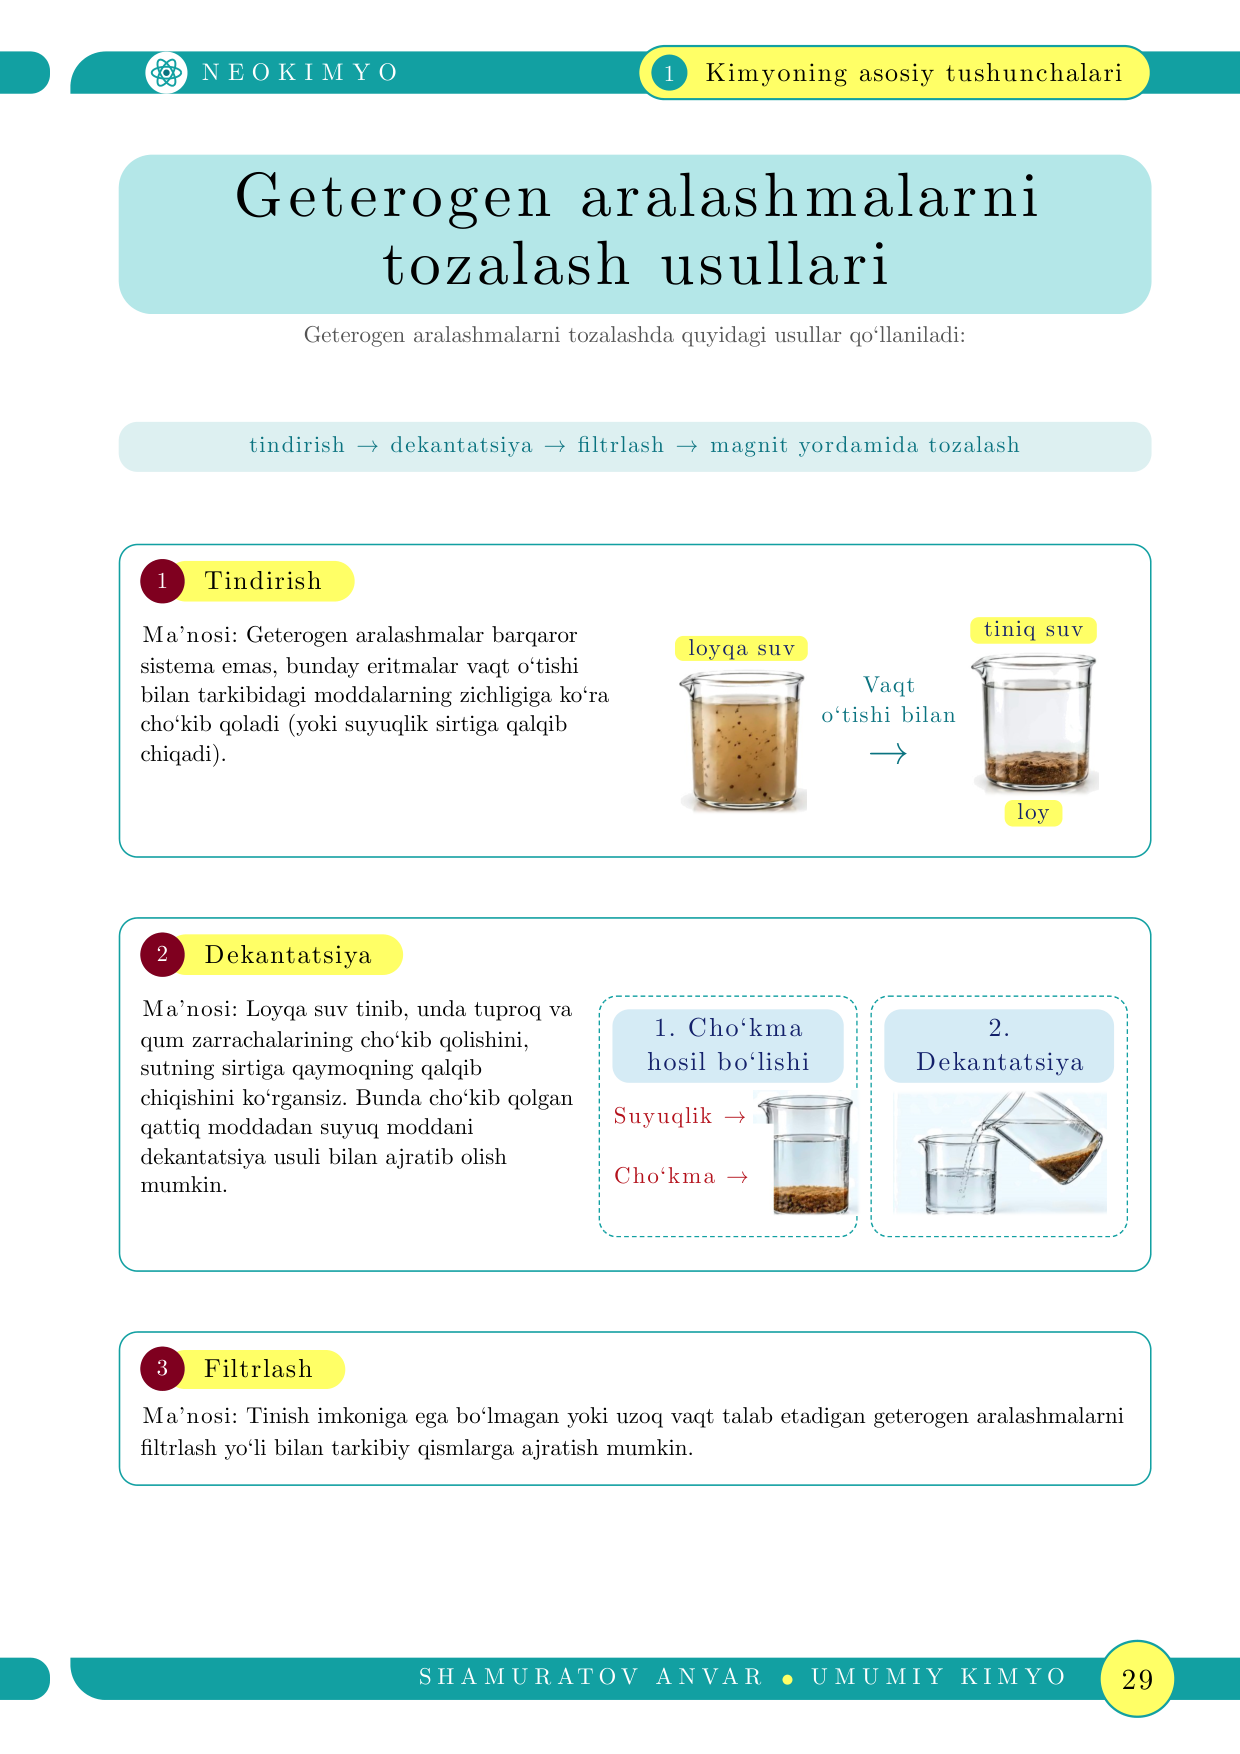 NEOKIMYO
1 Kimyoning asosiy tushunchalari
Geterogen aralashmalarni
tozalash usullari
Geterogen aralashmalarni tozalashda quyidagi usullar qo‘llaniladi:
tindirish → dekantatsiya → filtrlash → magnit yordamida tozalash
1 Tindirish
Ma’nosi: Geterogen aralashmalar barqaror
sistema emas, bunday eritmalar vaqt o‘tishi
bilan tarkibidagi moddalarning zichligiga ko‘ra
cho‘kib qoladi (yoki suyuqlik sirtiga qalqib
chiqadi).
loyqa suv
Vaqt
o‘tishi bilan
→
tiniq suv
loy
2 Dekantatsiya
Ma’nosi: Loyqa suv tinib, unda tuproq va
qum zarrachalarining cho‘kib qolishini,
sutning sirtiga qaymoqning qalqib
chiqishini ko‘rgansiz. Bunda cho‘kib qolgan
qattiq moddadan suyuq moddani
dekantatsiya usuli bilan ajratib olish
mumkin.
1. Cho‘kma
hosil bo‘lishi
Suyuqlik →
Cho‘kma →
2.
Dekantatsiya
3 Filtrlash
Ma’nosi: Tinish imkoniga ega bo‘lmagan yoki uzoq vaqt talab etadigan geterogen aralashmalarni
filtrlash yo‘li bilan tarkibiy qismlarga ajratish mumkin.
SHAMURATOV ANVAR • UMUMIY KIMYO
29